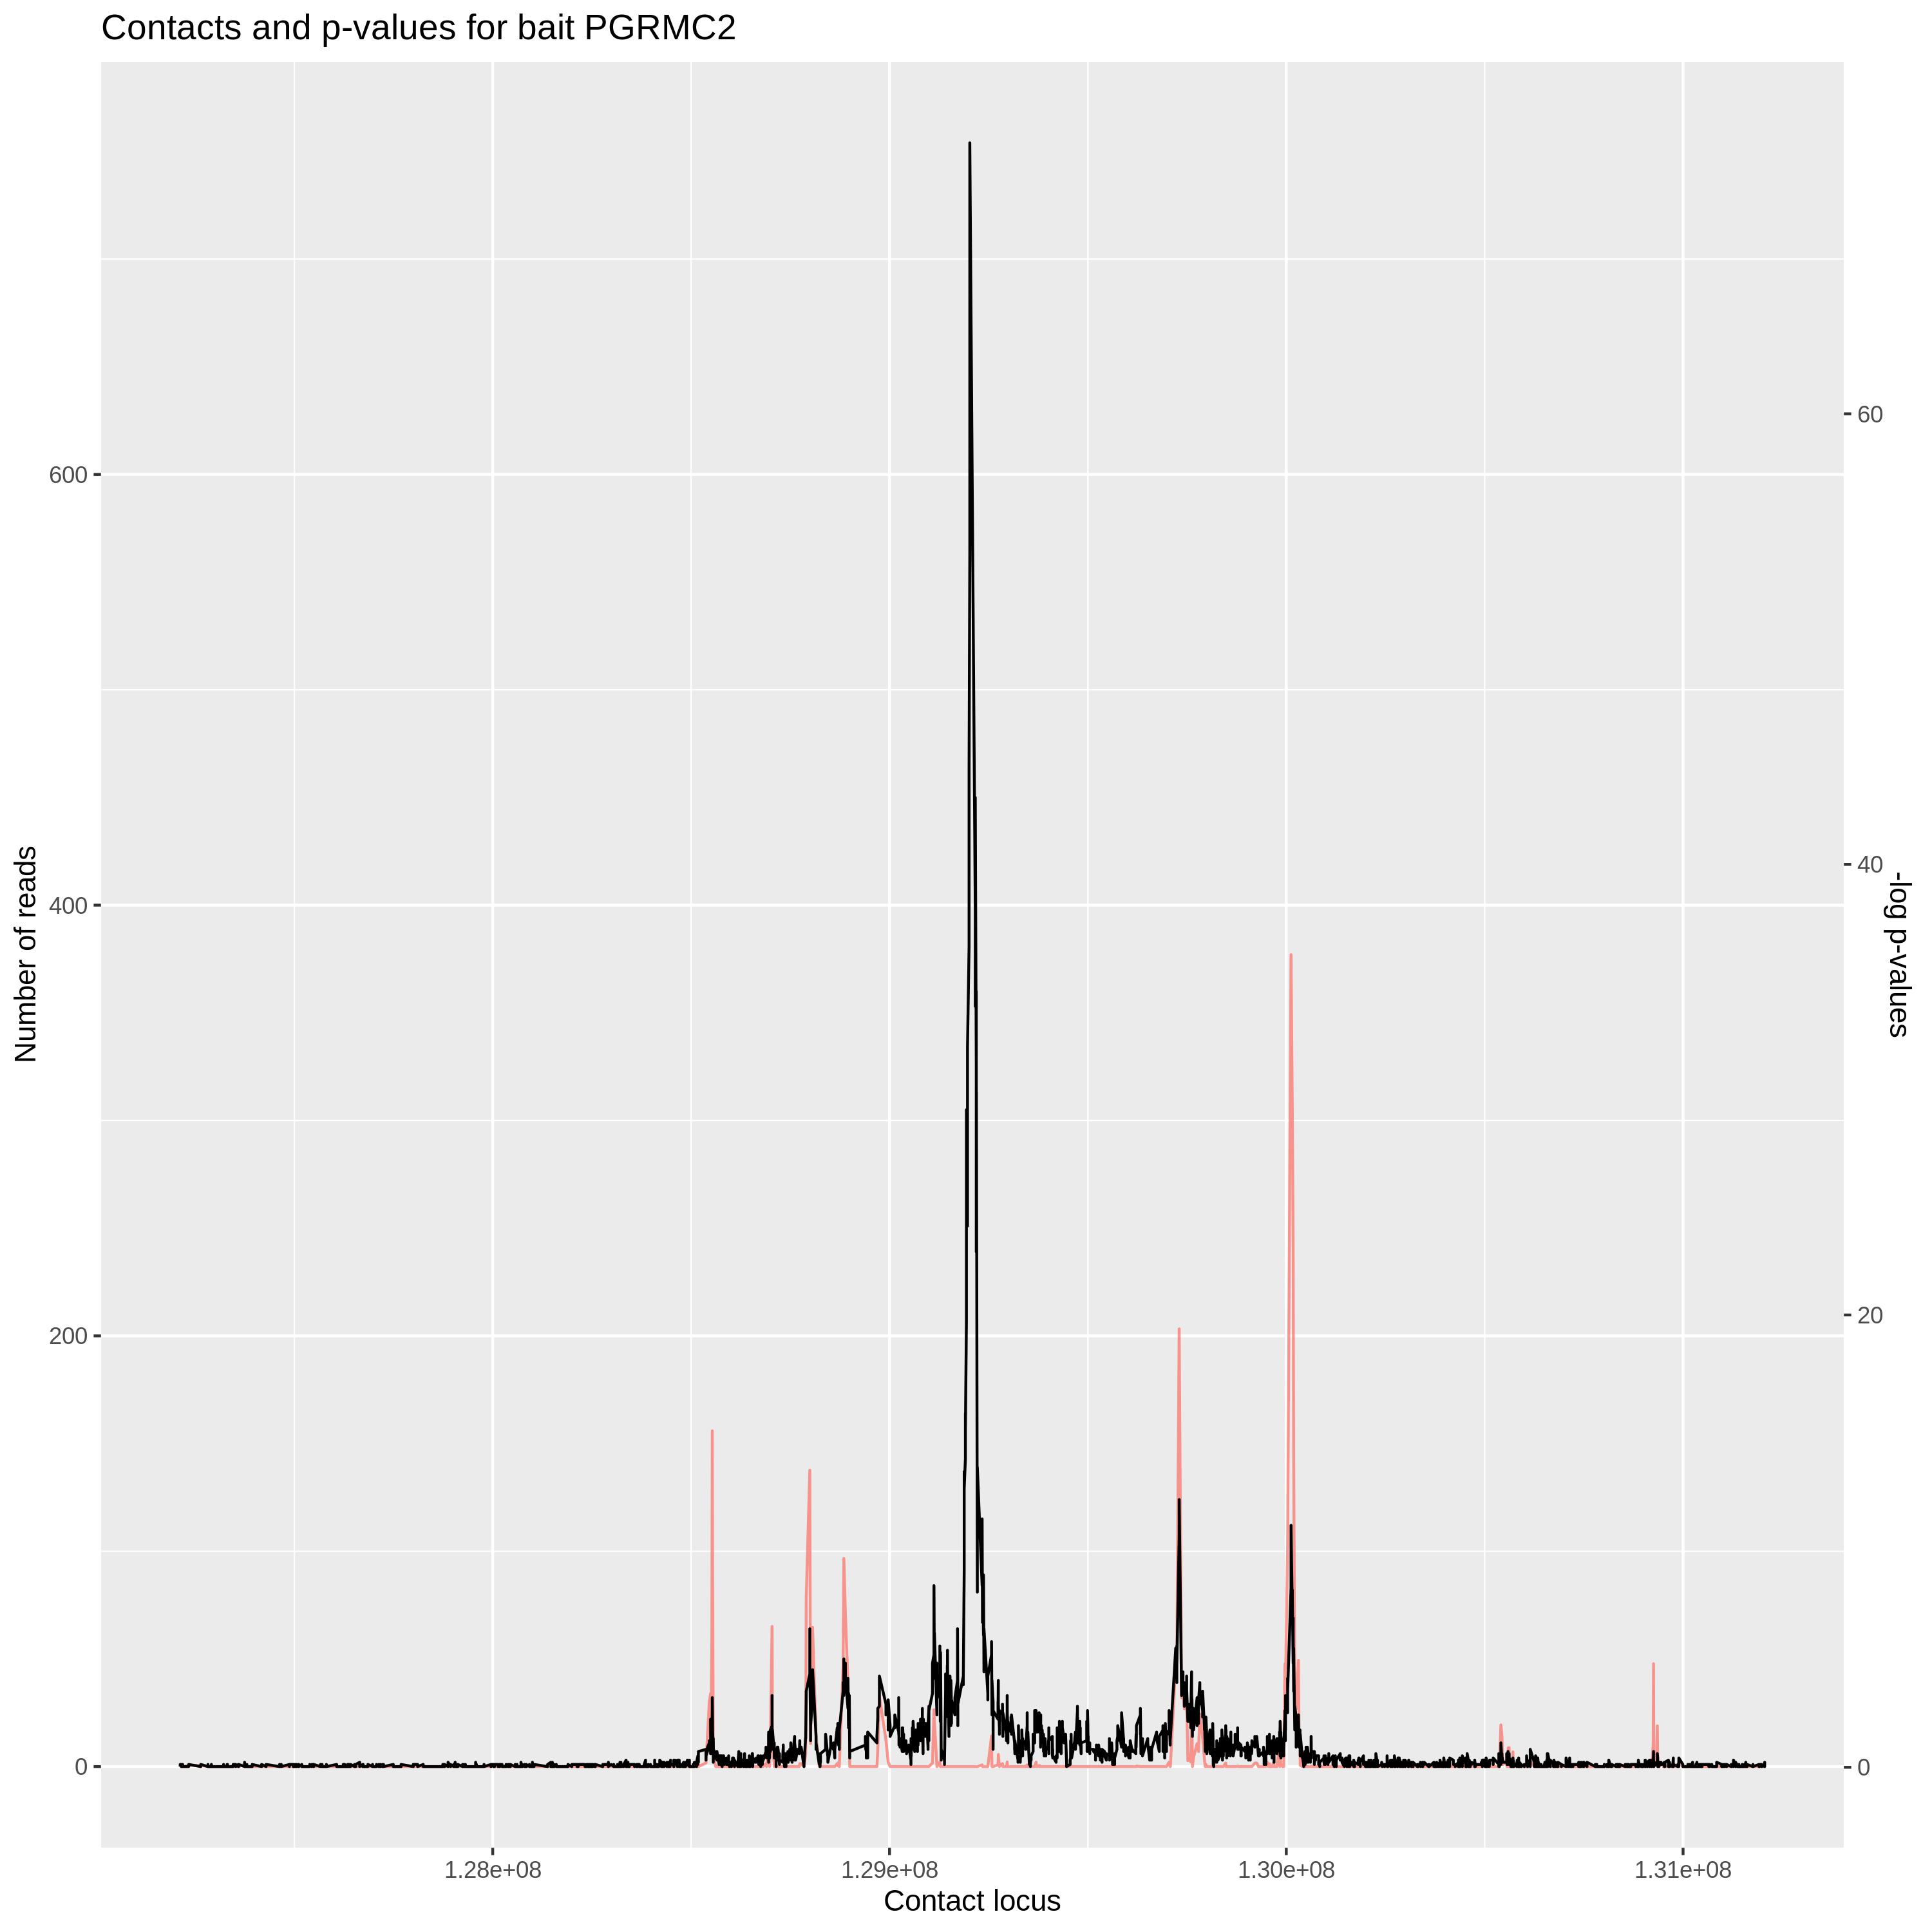 Contacts and p-values for bait PGRMC2
600
400
200
0
60
40
20
0
Number of reads
-log p-values
1.28e+08
1.29e+08
1.30e+08
1.31e+08
Contact locus